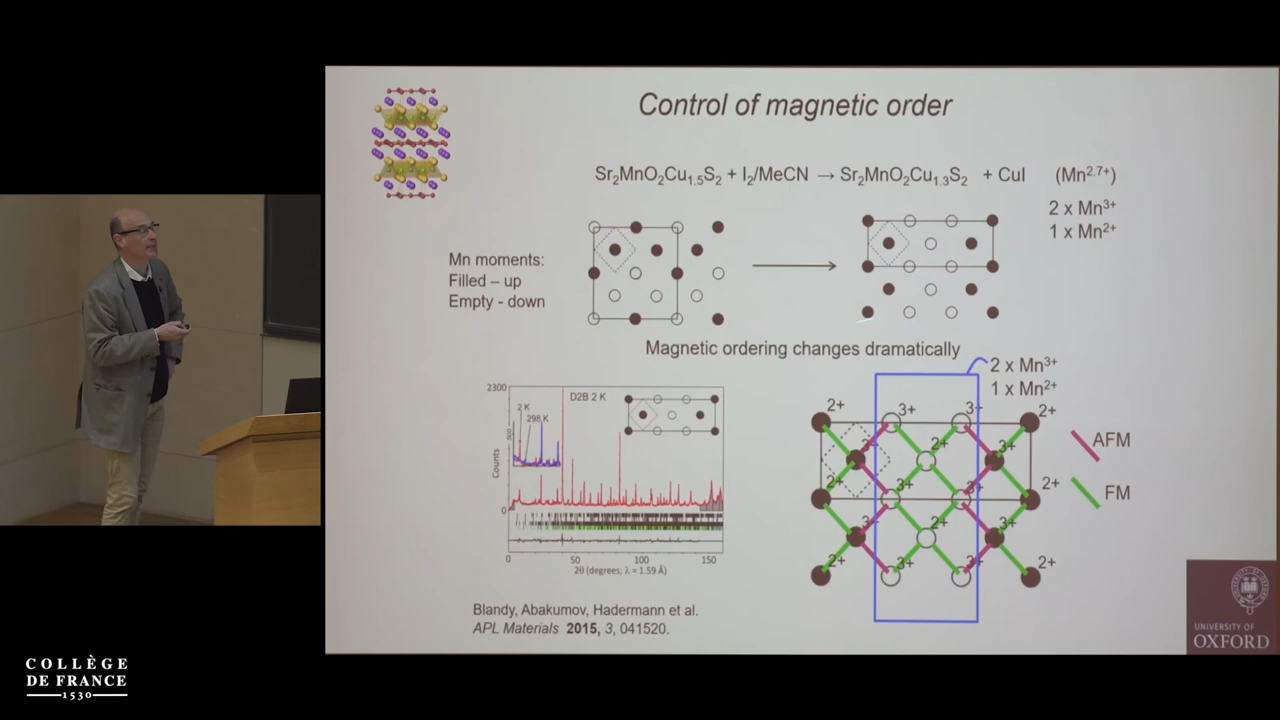 Control of magnetic order
Sr₂MnO₂Cu₁.₅S₂ + I₂/MeCN → Sr₂MnO₂Cu₁.₃S₂ + CuI (Mn²·⁷⁺)
2 x Mn³⁺
1 x Mn²⁺
Mn moments:
Filled – up
Empty - down
Magnetic ordering changes dramatically
2 x Mn³⁺
1 x Mn²⁺
2300
D2B 2 K
2 K
298 K
500
Counts
0
0 50 100 150
2θ (degrees; λ = 1.59 Å)
2+ 3+ 3- 2+
3+ 2+ 3+
2+ 3+ 3+ 2+
3+ 2+ 3+
2+ 3+ 3+ 2+
AFM
FM
Blandy, Abakumov, Hadermann et al.
APL Materials 2015, 3, 041520.
UNIVERSITY OF
OXFORD
COLLÈGE
DE FRANCE
1530